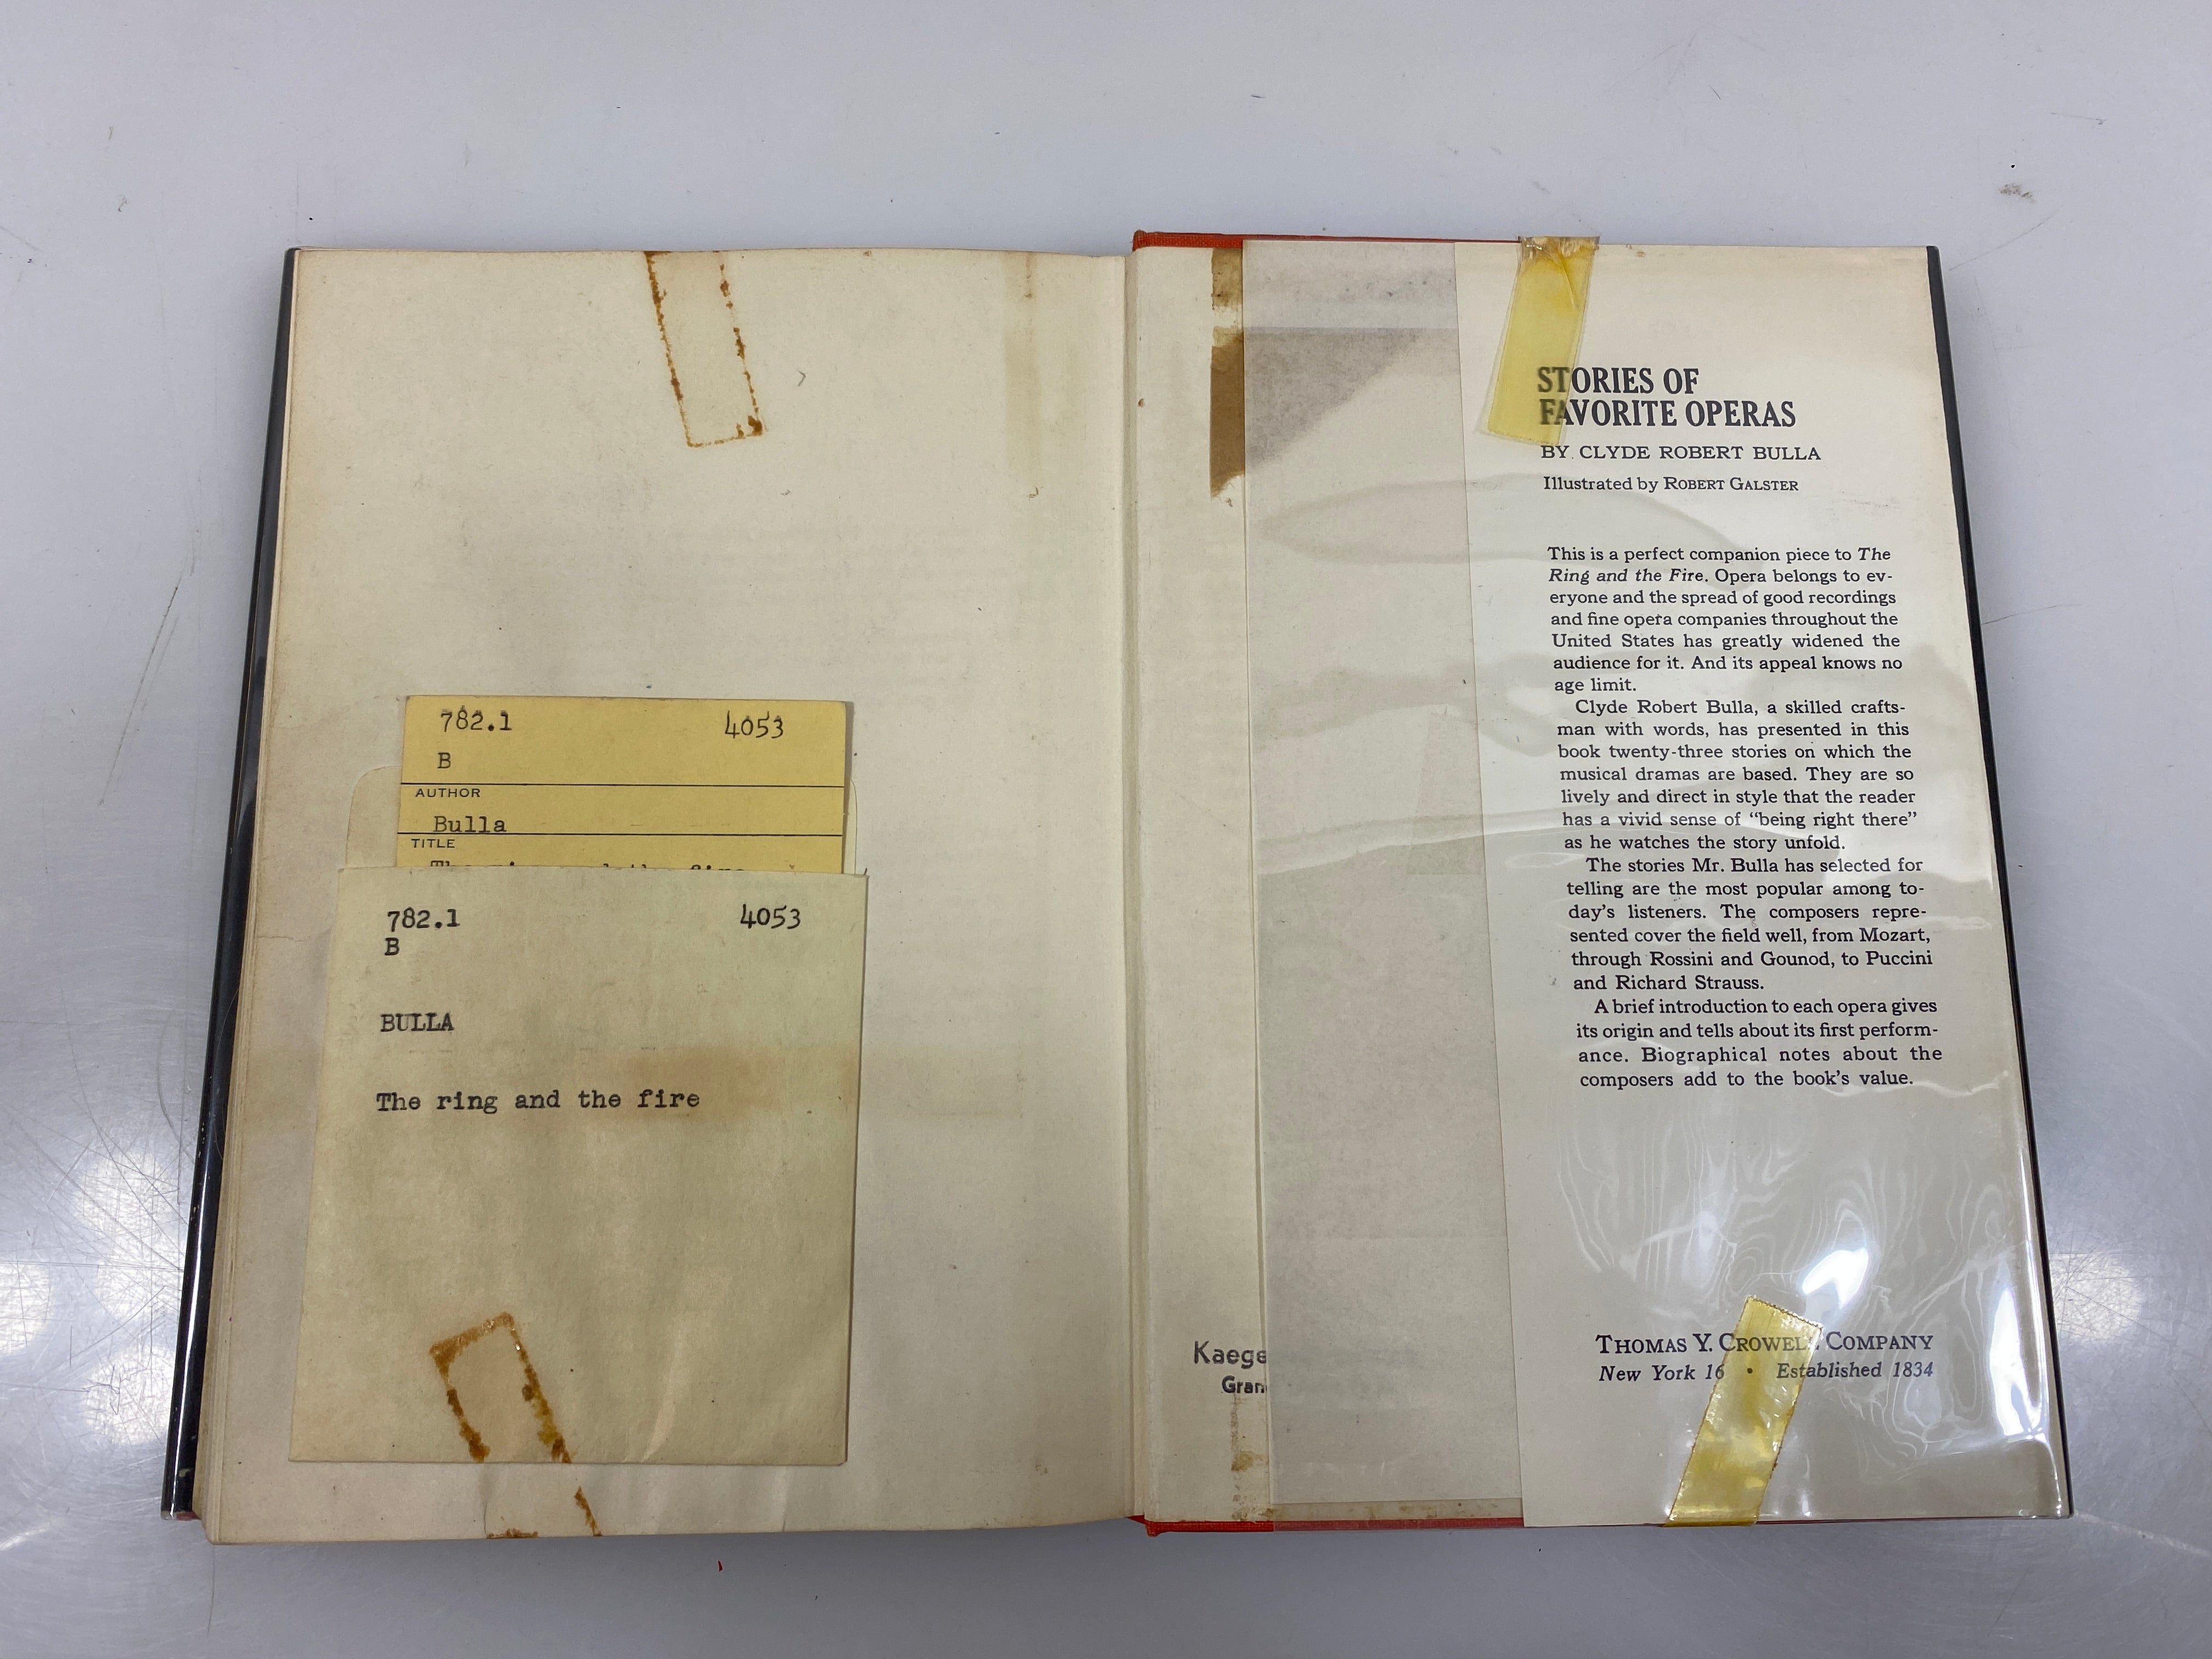 782.1 4053
B
AUTHOR
Bulla
TITLE
The ring and the fire
782.1 4053
B
BULLA
The ring and the fire
Kaege
Gran
STORIES OF
FAVORITE OPERAS
BY CLYDE ROBERT BULLA
Illustrated by ROBERT GALSTER
This is a perfect companion piece to The
Ring and the Fire. Opera belongs to ev-
eryone and the spread of good recordings
and fine opera companies throughout the
United States has greatly widened the
audience for it. And its appeal knows no
age limit.
Clyde Robert Bulla, a skilled crafts-
man with words, has presented in this
book twenty-three stories on which the
musical dramas are based. They are so
lively and direct in style that the reader
has a vivid sense of “being right there”
as he watches the story unfold.
The stories Mr. Bulla has selected for
telling are the most popular among to-
day’s listeners. The composers repre-
sented cover the field well, from Mozart,
through Rossini and Gounod, to Puccini
and Richard Strauss.
A brief introduction to each opera gives
its origin and tells about its first perform-
ance. Biographical notes about the
composers add to the book’s value.
THOMAS Y. CROWELL COMPANY
New York 16 • Established 1834